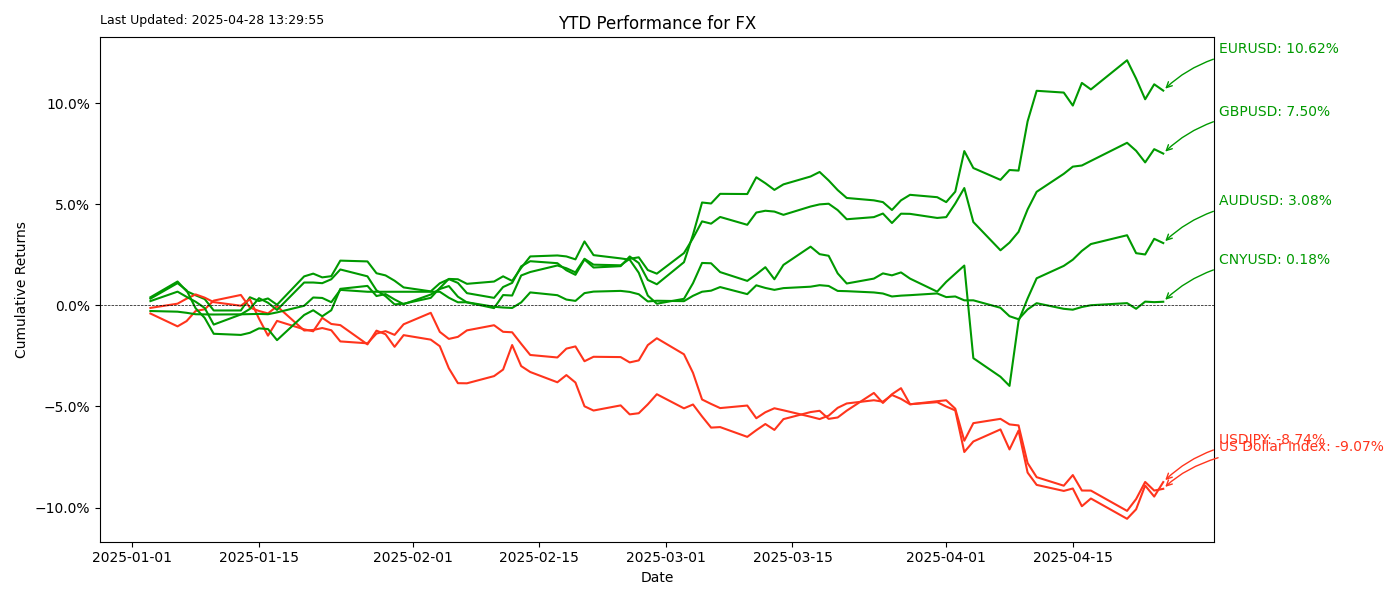 Last Updated: 2025-04-28 13:29:55
YTD Performance for FX
EURUSD: 10.62%
GBPUSD: 7.50%
AUDUSD: 3.08%
CNYUSD: 0.18%
USDJPY: -8.74%
US Dollar Index: -9.07%
Cumulative Returns
10.0%
5.0%
0.0%
−5.0%
−10.0%
2025-01-01 2025-01-15 2025-02-01 2025-02-15 2025-03-01 2025-03-15 2025-04-01 2025-04-15
Date